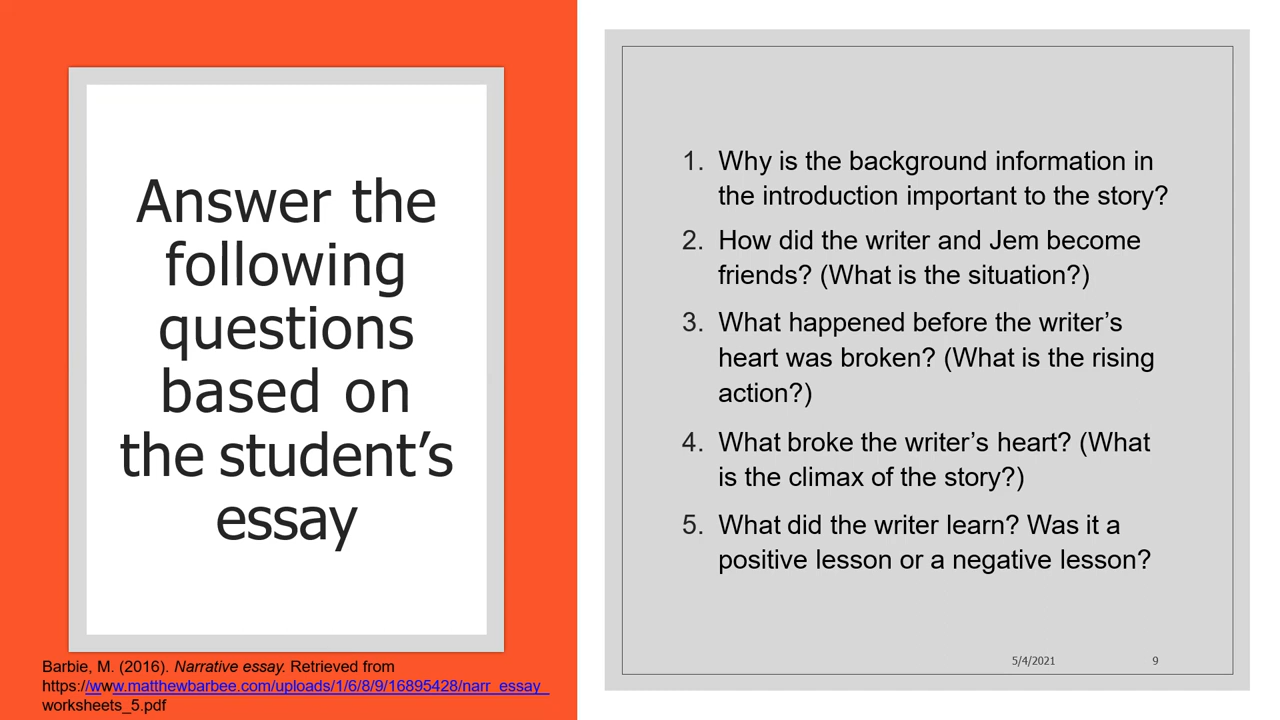 Answer the
following
questions
based on
the student’s
essay
Barbie, M. (2016). Narrative essay. Retrieved from
https://www.matthewbarbee.com/uploads/1/6/8/9/16895428/narr_essay_
worksheets_5.pdf
1. Why is the background information in
the introduction important to the story?
2. How did the writer and Jem become
friends? (What is the situation?)
3. What happened before the writer’s
heart was broken? (What is the rising
action?)
4. What broke the writer’s heart? (What
is the climax of the story?)
5. What did the writer learn? Was it a
positive lesson or a negative lesson?
5/4/2021 9